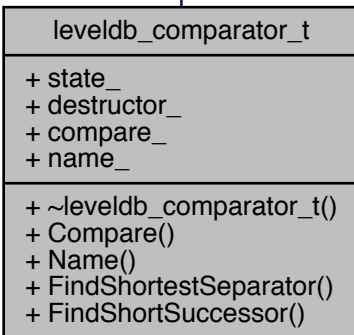 leveldb_comparator_t
+ state_
+ destructor_
+ compare_
+ name_
+ ~leveldb_comparator_t()
+ Compare()
+ Name()
+ FindShortestSeparator()
+ FindShortSuccessor()